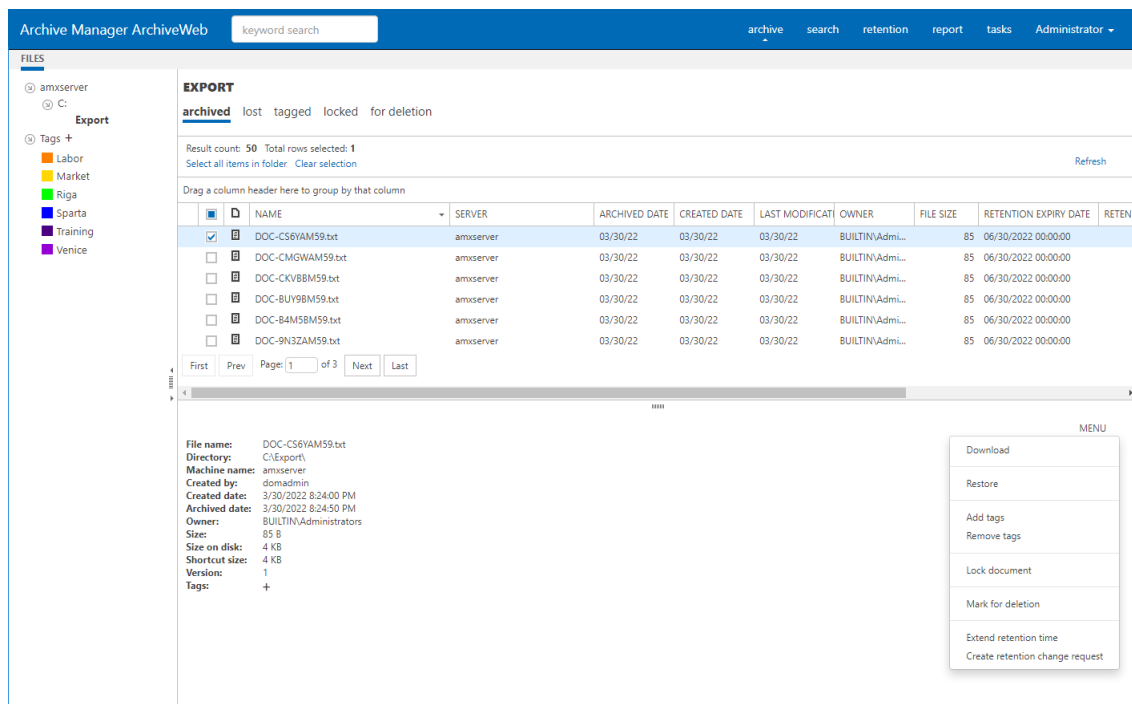 Archive Manager ArchiveWeb keyword search archive search retention report tasks Administrator
FILES
amxserver
C:
Export
Tags +
Labor
Market
Riga
Sparta
Training
Venice
EXPORT
archived lost tagged locked for deletion
Result count: 50 Total rows selected: 1
Select all items in folder Clear selection Refresh
Drag a column header here to group by that column
NAME SERVER ARCHIVED DATE CREATED DATE LAST MODIFICATI OWNER FILE SIZE RETENTION EXPIRY DATE RETEN
DOC-CS6YAM59.txt amxserver 03/30/22 03/30/22 03/30/22 BUILTIN\Admi... 85 06/30/2022 00:00:00
DOC-CMGWAM59.txt amxserver 03/30/22 03/30/22 03/30/22 BUILTIN\Admi... 85 06/30/2022 00:00:00
DOC-CKVBBM59.txt amxserver 03/30/22 03/30/22 03/30/22 BUILTIN\Admi... 85 06/30/2022 00:00:00
DOC-BUY9BM59.txt amxserver 03/30/22 03/30/22 03/30/22 BUILTIN\Admi... 85 06/30/2022 00:00:00
DOC-B4M5BM59.txt amxserver 03/30/22 03/30/22 03/30/22 BUILTIN\Admi... 85 06/30/2022 00:00:00
DOC-9N3ZAM59.txt amxserver 03/30/22 03/30/22 03/30/22 BUILTIN\Admi... 85 06/30/2022 00:00:00
First Prev Page: 1 of 3 Next Last
File name: DOC-CS6YAM59.txt
Directory: C:\Export\
Machine name: amxserver
Created by: domadmin
Created date: 3/30/2022 8:24:00 PM
Archived date: 3/30/2022 8:24:50 PM
Owner: BUILTIN\Administrators
Size: 85 B
Size on disk: 4 KB
Shortcut size: 4 KB
Version: 1
Tags: +
MENU
Download
Restore
Add tags
Remove tags
Lock document
Mark for deletion
Extend retention time
Create retention change request